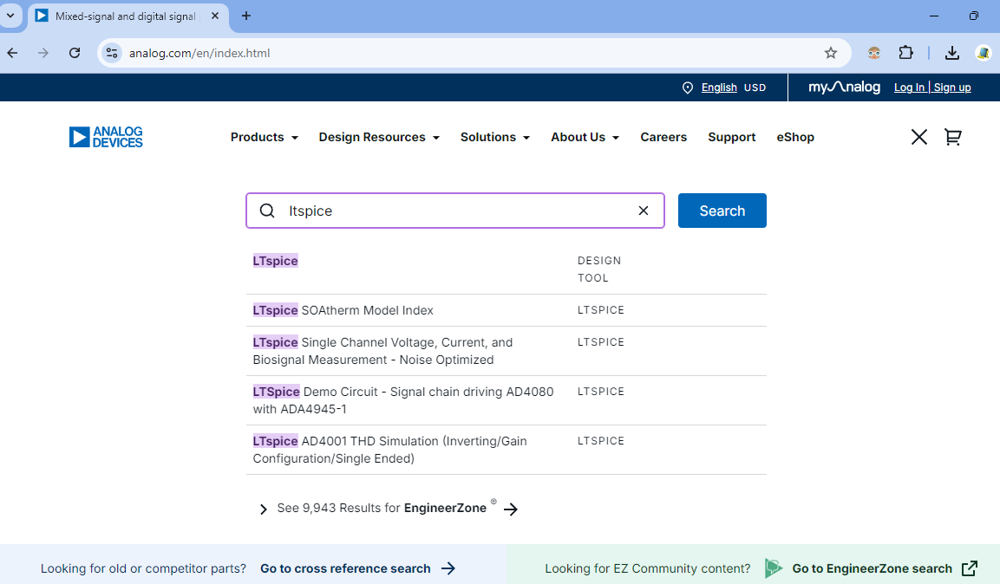 Mixed-signal and digital signal
analog.com/en/index.html
English USD
myAnalog
Log In | Sign up
ANALOG
DEVICES
Products
Design Resources
Solutions
About Us
Careers
Support
eShop
ltspice
Search
LTspice
DESIGN
TOOL
LTspice SOAtherm Model Index
LTSPICE
LTspice Single Channel Voltage, Current, and
Biosignal Measurement - Noise Optimized
LTSPICE
LTSpice Demo Circuit - Signal chain driving AD4080
with ADA4945-1
LTSPICE
LTspice AD4001 THD Simulation (Inverting/Gain
Configuration/Single Ended)
LTSPICE
See 9,943 Results for EngineerZone ®
Looking for old or competitor parts? Go to cross reference search
Looking for EZ Community content? Go to EngineerZone search